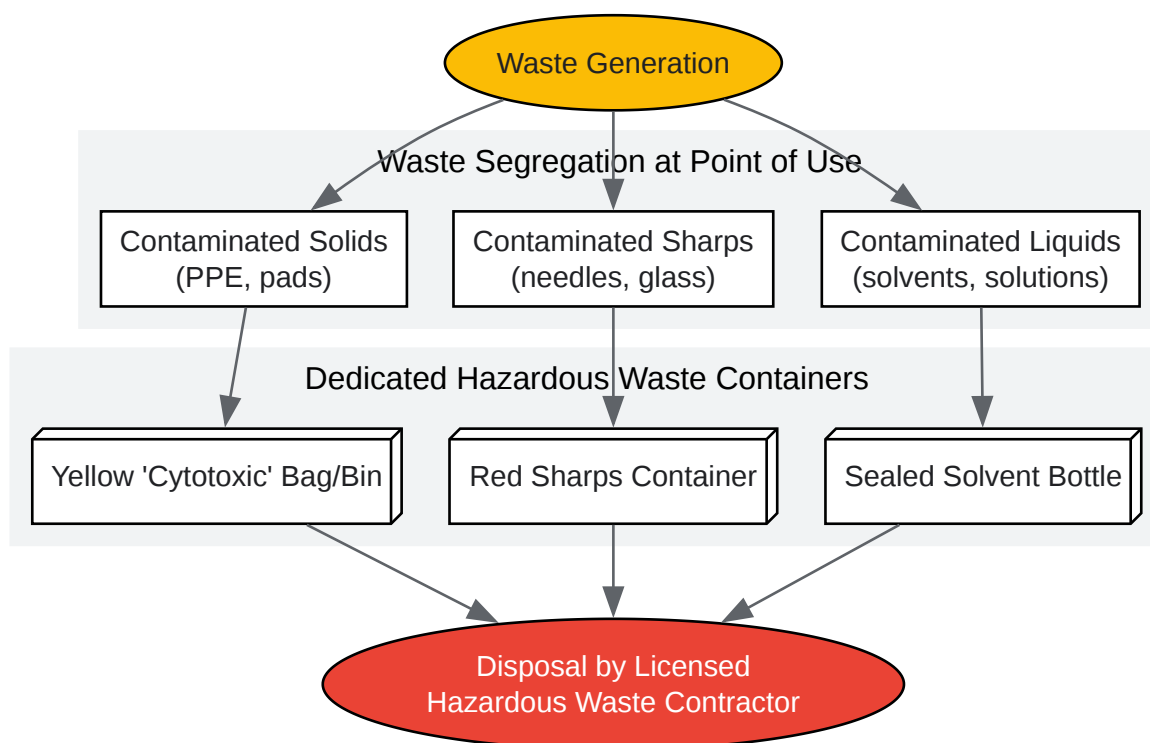 Waste Generation
Waste Segregation at Point of Use
Contaminated Solids
(PPE, pads)
Contaminated Sharps
(needles, glass)
Contaminated Liquids
(solvents, solutions)
Dedicated Hazardous Waste Containers
Yellow 'Cytotoxic' Bag/Bin
Red Sharps Container
Sealed Solvent Bottle
Disposal by Licensed
Hazardous Waste Contractor